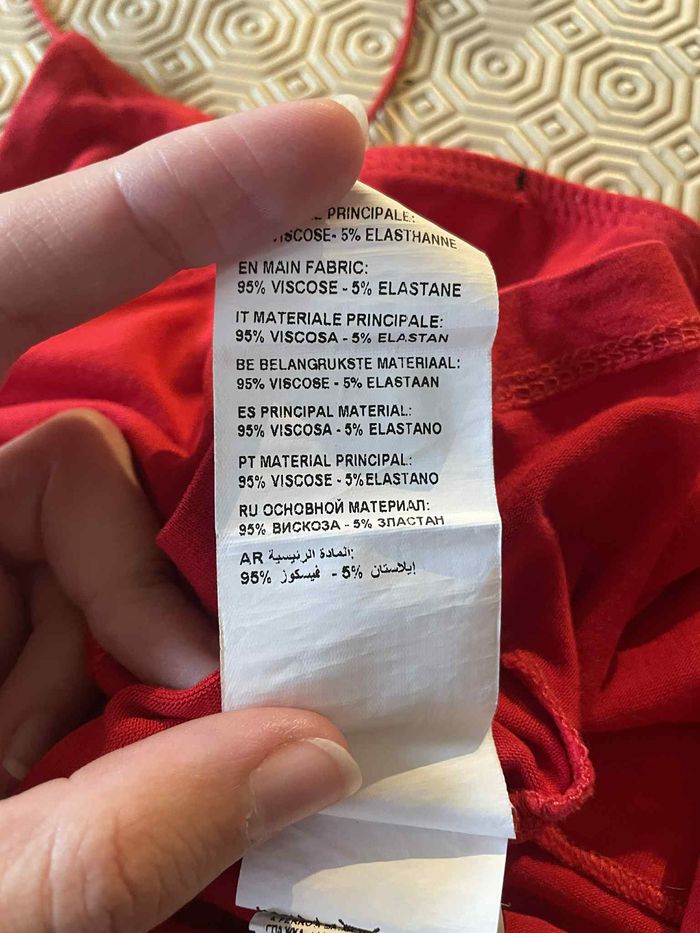 PRINCIPALE:
5% ELASTHANNE
EN MAIN FABRIC:
95% VISCOSE - 5% ELASTANE
IT MATERIALE PRINCIPALE:
95% VISCOSA - 5% ELASTAN
BE BELANGRUKSTE MATERIAAL:
95% VISCOSE - 5% ELASTAAN
ES PRINCIPAL MATERIAL:
95% VISCOSA - 5% ELASTANO
PT MATERIAL PRINCIPAL:
95% VISCOSE - 5%ELASTANO
RU ОСНОВНОЙ МАТЕРИАЛ:
95% ВИСКОЗА - 5% ЭЛАСТАН
AR المادة الرئيسية:
95% فيسكوز - 5% إيلاستان